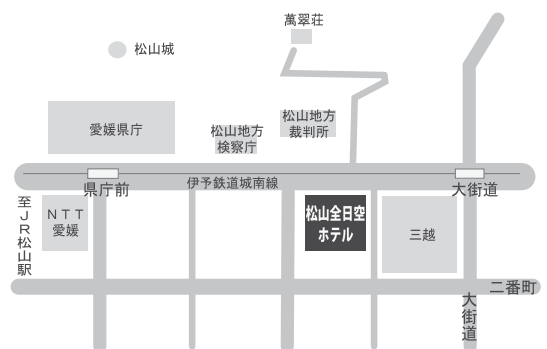 萬翠荘
松山城
愛媛県庁
松山地方
検察庁
松山地方
裁判所
県庁前
伊予鉄道城南線
大街道
至JR松山駅
NTT
愛媛
松山全日空
ホテル
三越
二番町
大街道